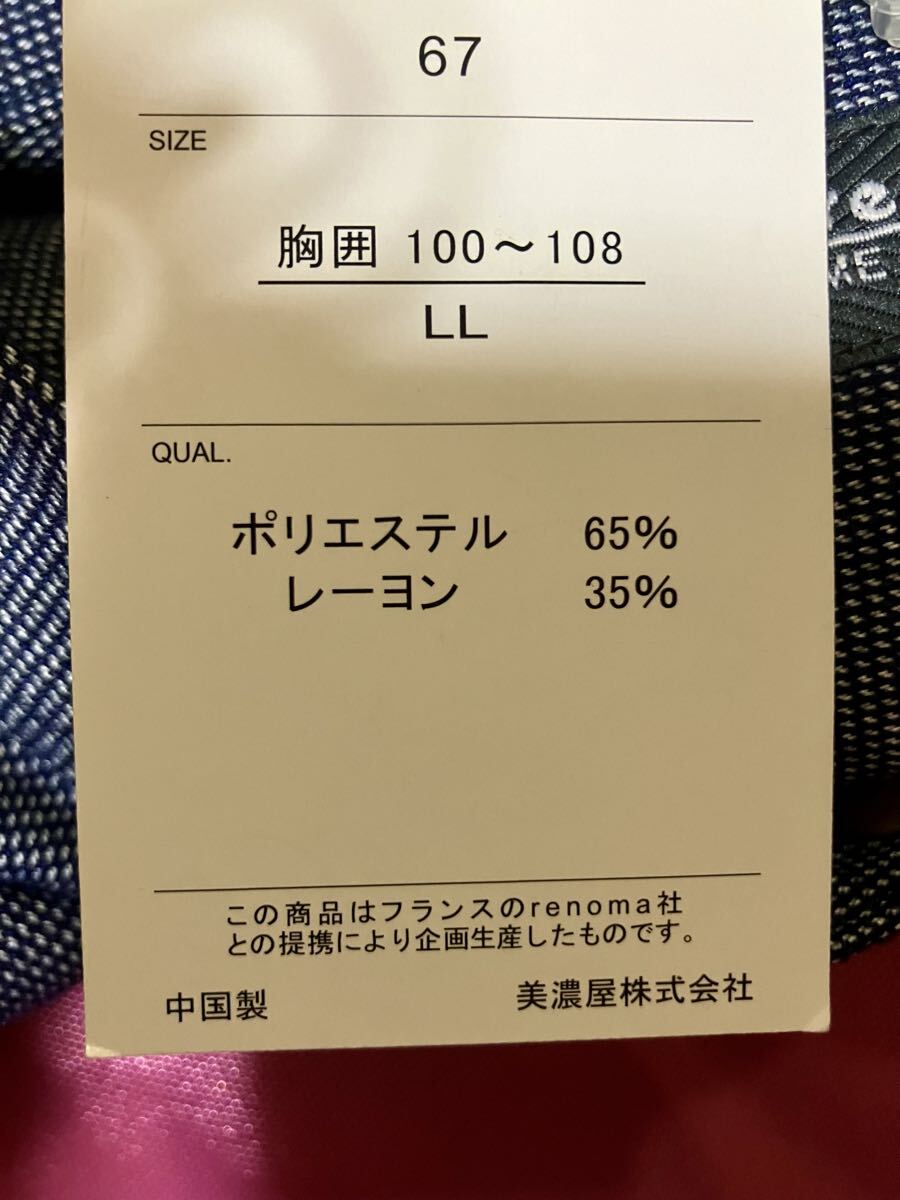 67
SIZE
胸囲 100～108
LL
QUAL.
ポリエステル 65%
レーヨン 35%
この商品はフランスのrenoma社
との提携により企画生産したものです。
中国製 美濃屋株式会社